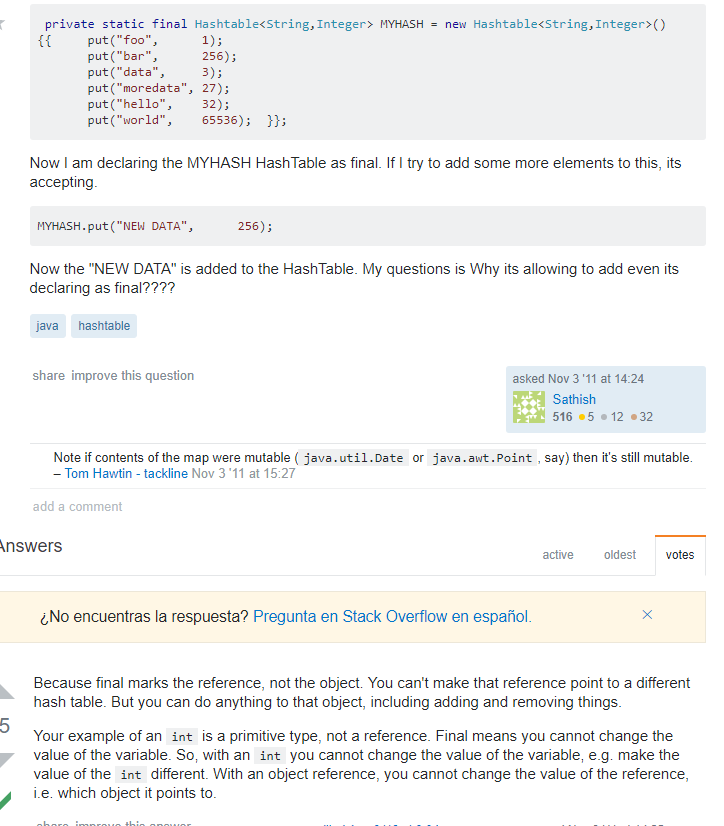 private static final Hashtable<String,Integer> MYHASH = new Hashtable<String,Integer>()
{{     put("foo",      1);
put("bar",      256);
put("data",     3);
put("moredata", 27);
put("hello",    32);
put("world",    65536);  }};
Now I am declaring the MYHASH HashTable as final. If I try to add some more elements to this, its
accepting.
MYHASH.put("NEW DATA",      256);
Now the "NEW DATA" is added to the HashTable. My questions is Why its allowing to add even its
declaring as final????
java hashtable
share improve this question
asked Nov 3 '11 at 14:24
Sathish
516 5 12 32
Note if contents of the map were mutable ( java.util.Date or java.awt.Point , say) then it's still mutable.
– Tom Hawtin - tackline Nov 3 '11 at 15:27
add a comment
Answers
active oldest votes
¿No encuentras la respuesta? Pregunta en Stack Overflow en español.
Because final marks the reference, not the object. You can't make that reference point to a different
hash table. But you can do anything to that object, including adding and removing things.
5
Your example of an int is a primitive type, not a reference. Final means you cannot change the
value of the variable. So, with an int you cannot change the value of the variable, e.g. make the
value of the int different. With an object reference, you cannot change the value of the reference,
i.e. which object it points to.
share improve this answer